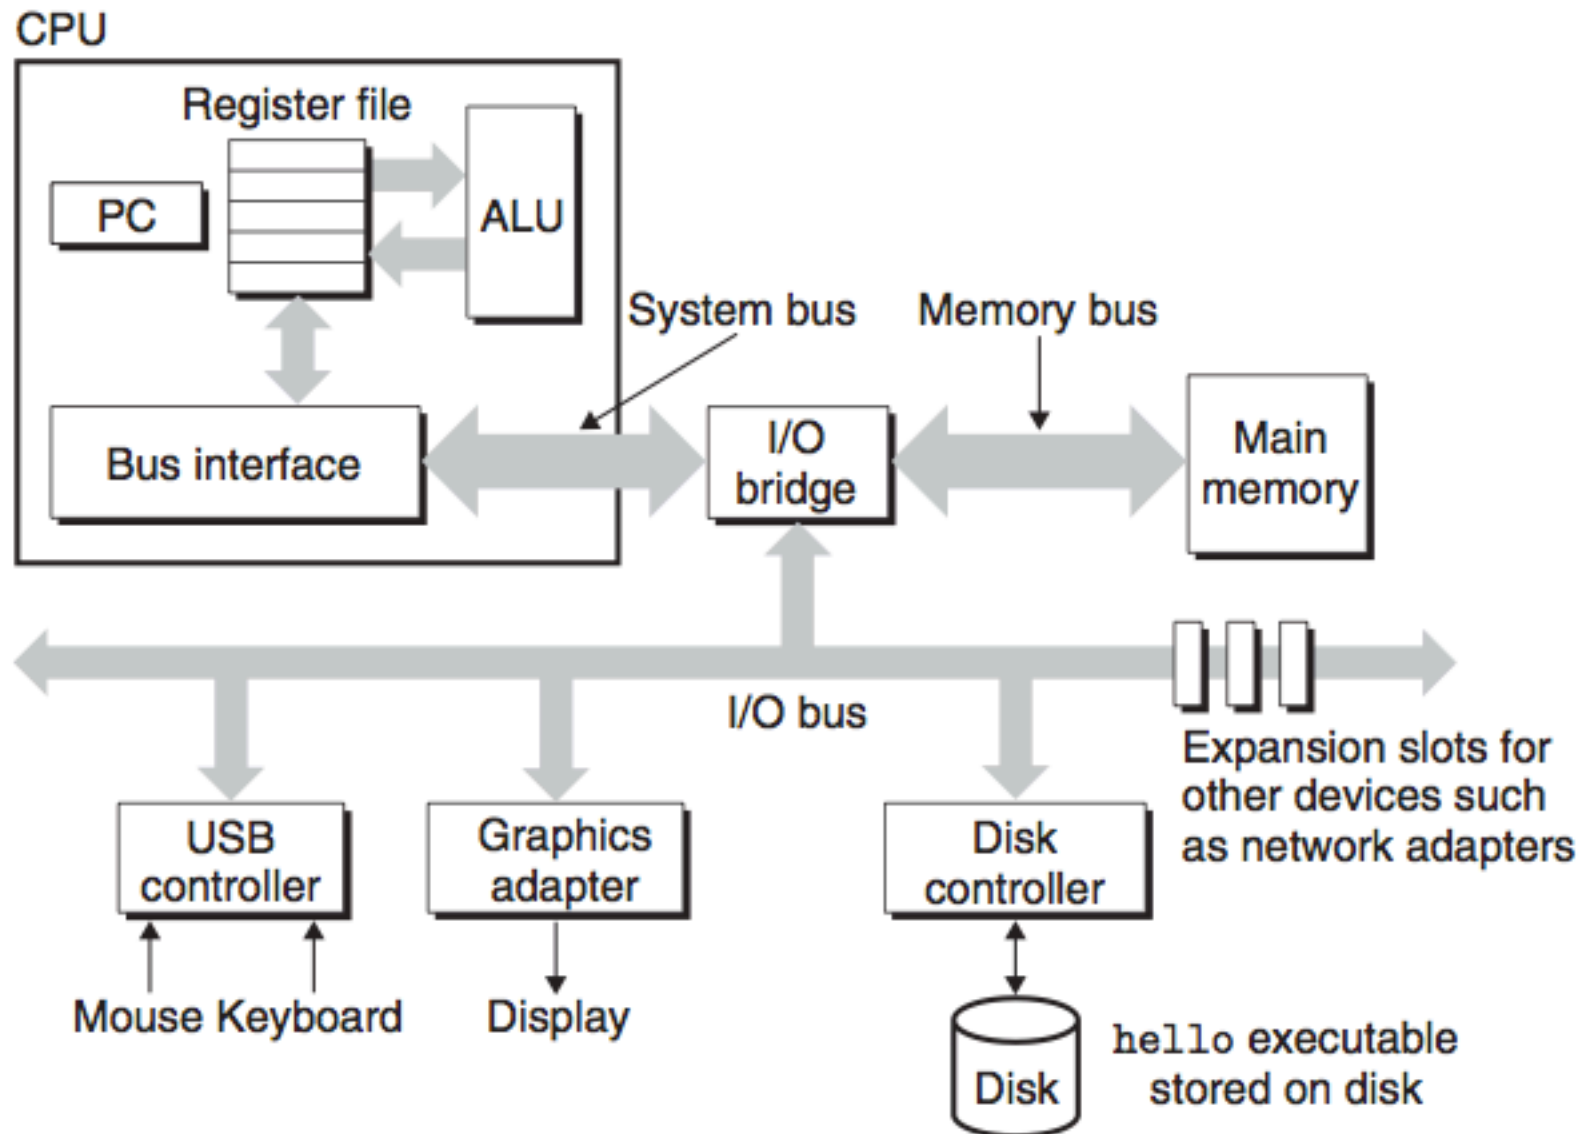 CPU
Register file
PC
ALU
System bus
Memory bus
Bus interface
I/O
bridge
Main
memory
I/O bus
Expansion slots for
other devices such
as network adapters
USB
controller
Graphics
adapter
Disk
controller
Mouse Keyboard
Display
Disk
hello executable
stored on disk